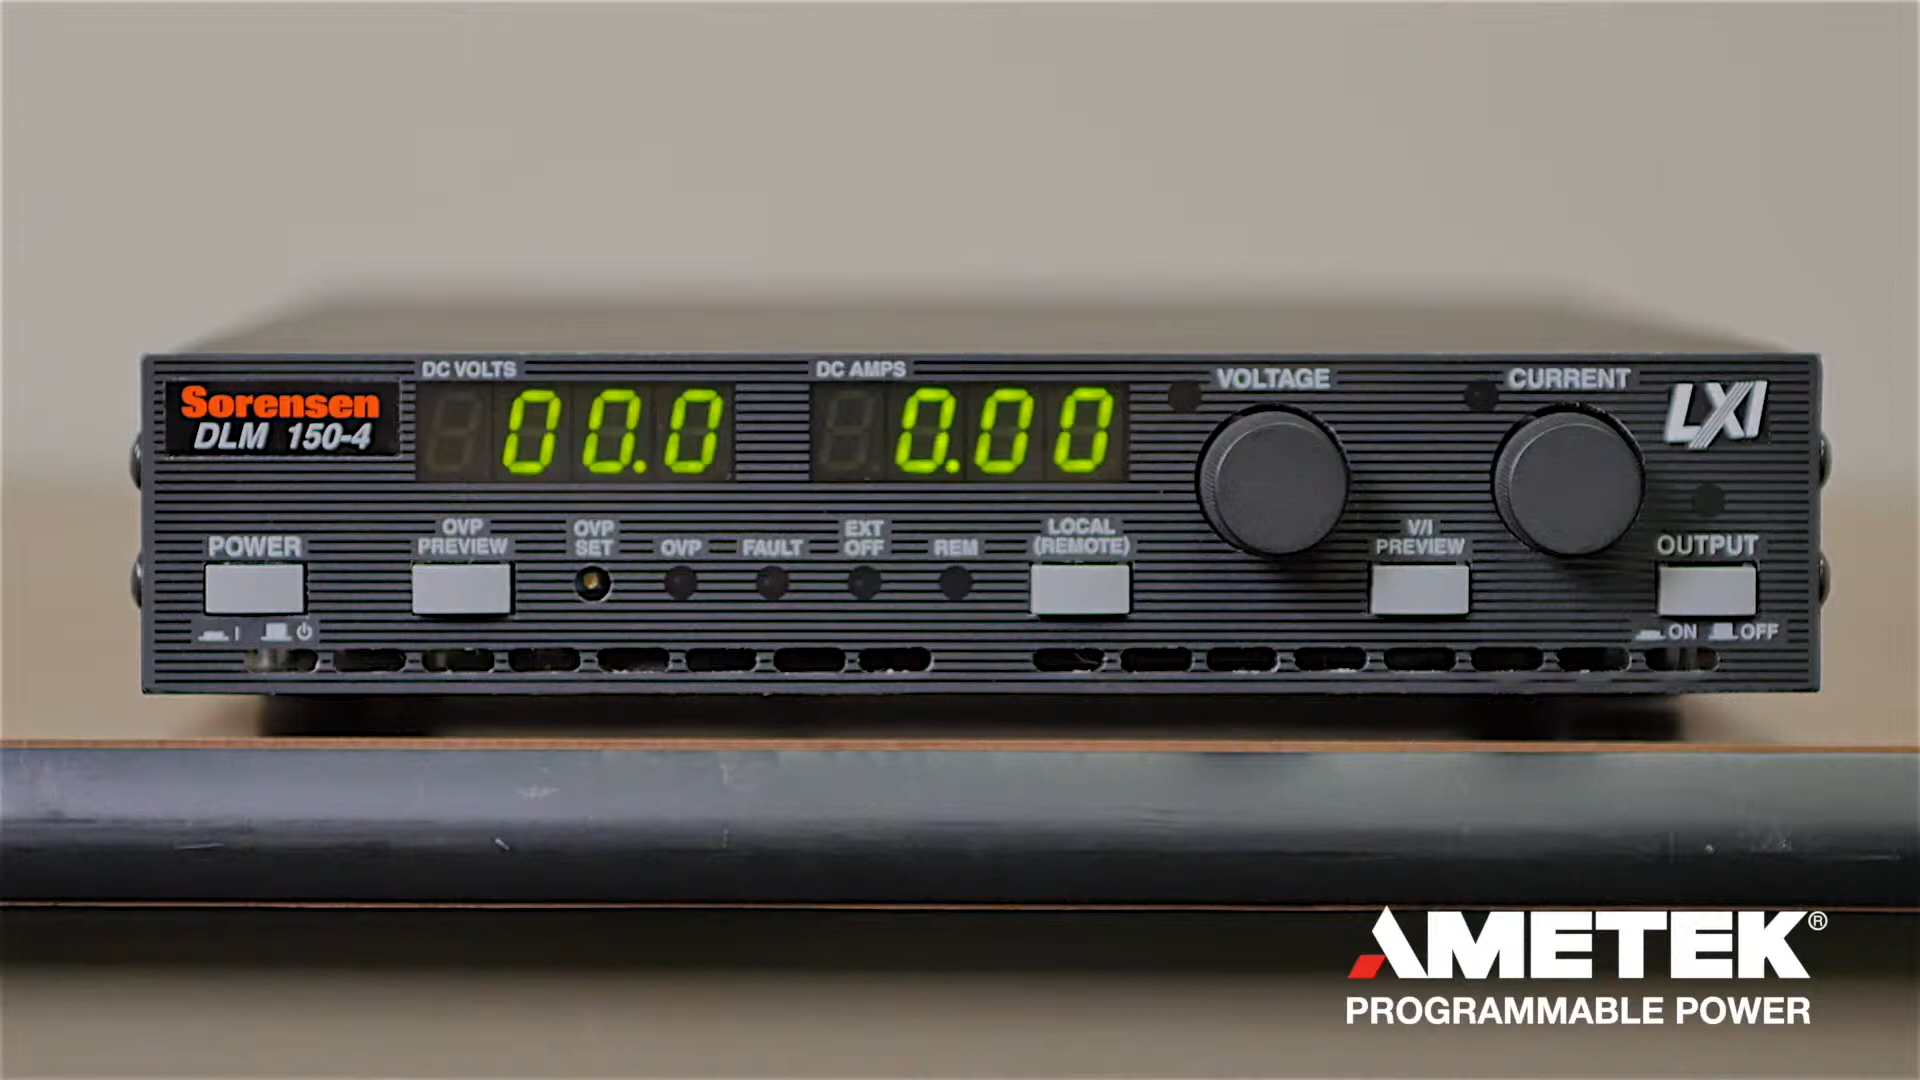 DC VOLTS
DC AMPS
VOLTAGE
CURRENT
LXI
Sorensen
DLM 150-4
00.0
0.00
POWER
OVP
PREVIEW
OVP
SET
OVP
FAULT
EXT
OFF
REM
LOCAL
(REMOTE)
V/I
PREVIEW
OUTPUT
I
ON
OFF
AMETEK®
PROGRAMMABLE POWER